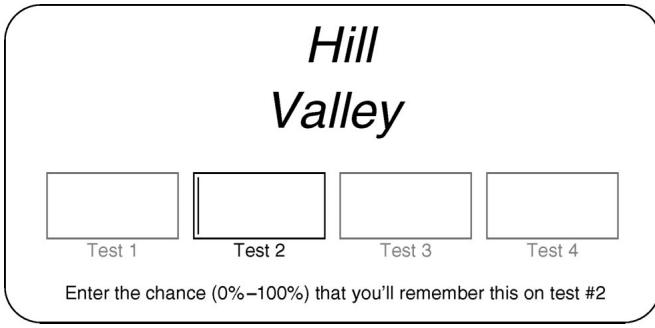 Hill
Valley
Test 1 Test 2 Test 3 Test 4
Enter the chance (0%–100%) that you'll remember this on test #2